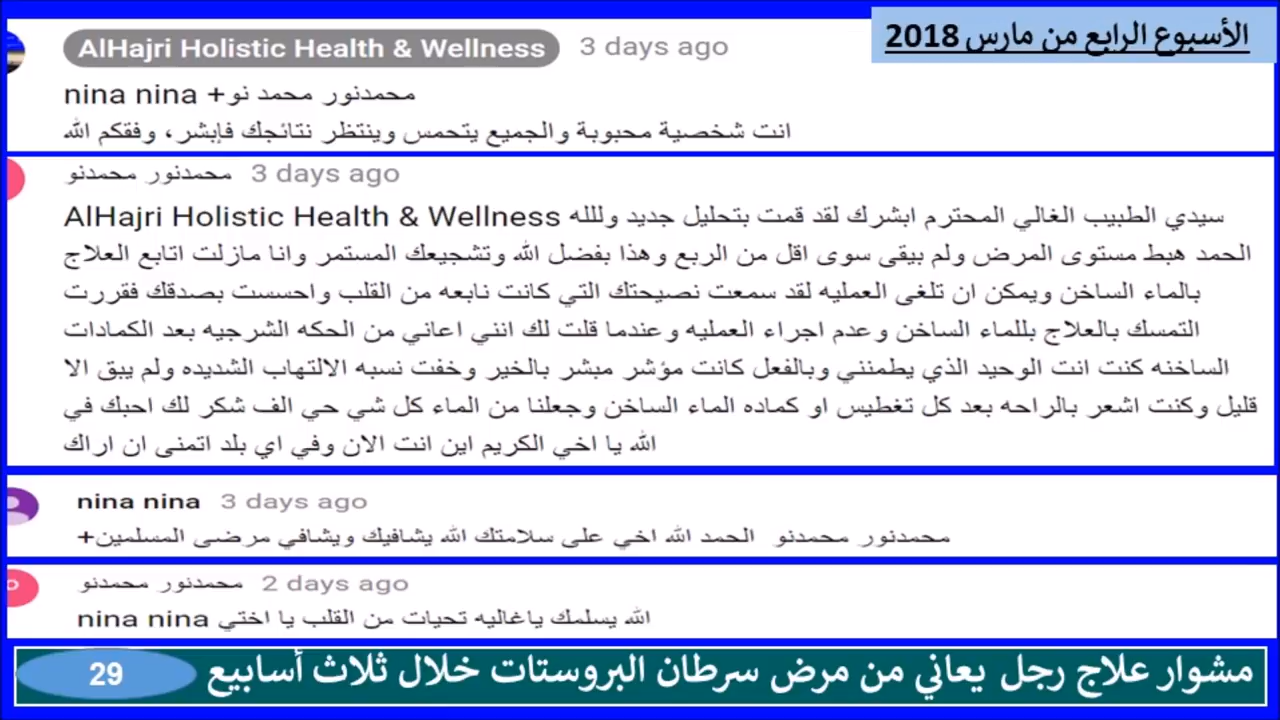 الأسبوع الرابع من مارس 2018
AlHajri Holistic Health & Wellness 3 days ago
nina nina +محمدنور محمد نو
انت شخصية محبوبة والجميع يتحمس وينتظر نتائجك فإبشر، وفقكم الله
محمدنور محمدنو 3 days ago
AlHajri Holistic Health & Wellness سيدي الطبيب الغالي المحترم ابشرك لقد قمت بتحليل جديد ولللله
الحمد هبط مستوى المرض ولم بيقى سوى اقل من الربع وهذا بفضل الله وتشجيعك المستمر وانا مازلت اتابع العلاج
بالماء الساخن ويمكن ان تلغى العمليه لقد سمعت نصيحتك التي كانت نابعه من القلب واحسست بصدقك فقررت
التمسك بالعلاج بللماء الساخن وعدم اجراء العمليه وعندما قلت لك انني اعاني من الحكه الشرجيه بعد الكمادات
الساخنه كنت انت الوحيد الذي يطمنني وبالفعل كانت مؤشر مبشر بالخير وخفت نسبه الالتهاب الشديده ولم يبق الا
قليل وكنت اشعر بالراحه بعد كل تغطيس او كماده الماء الساخن وجعلنا من الماء كل شي حي الف شكر لك احبك في
الله يا اخي الكريم اين انت الان وفي اي بلد اتمنى ان اراك
nina nina 3 days ago
+محمدنور محمدنو الحمد الله اخي على سلامتك الله يشافيك ويشافي مرضى المسلمين
محمدنور محمدنو 2 days ago
nina nina الله يسلمك ياغاليه تحيات من القلب يا اختي
مشوار علاج رجل يعاني من مرض سرطان البروستات خلال ثلاث أسابيع
29